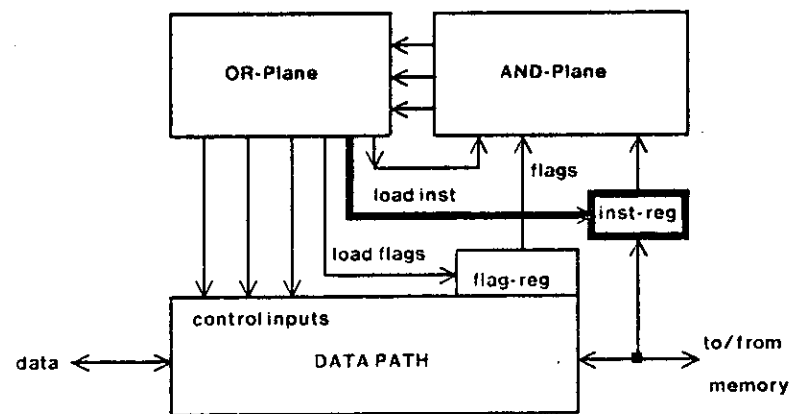 OR-Plane
AND-Plane
flags
load inst
inst-reg
load flags
flag-reg
control inputs
data
DATA PATH
to/from
memory